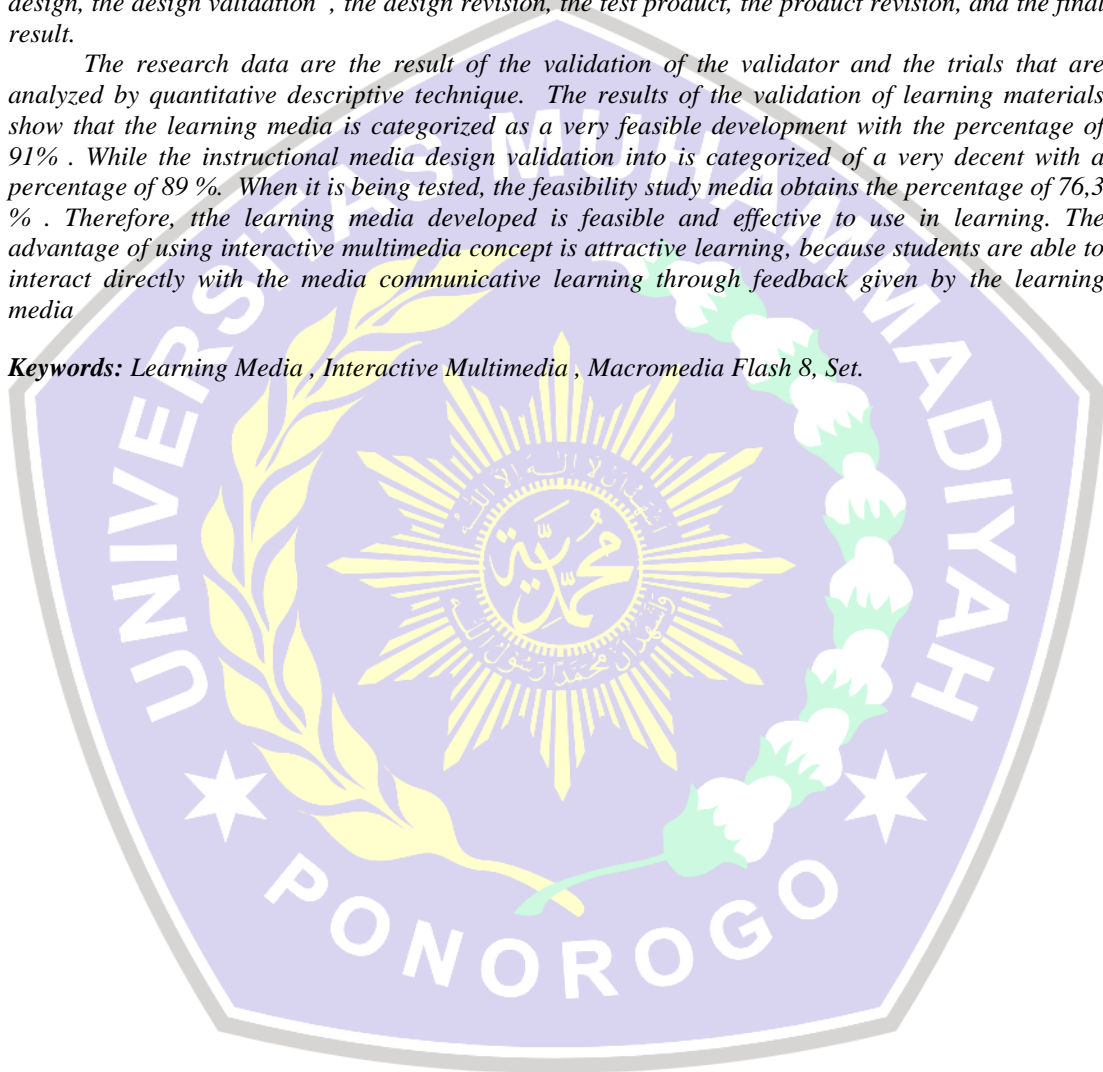 design, the design validation , the design revision, the test product, the product revision, and the final
result.
The research data are the result of the validation of the validator and the trials that are
analyzed by quantitative descriptive technique. The results of the validation of learning materials
show that the learning media is categorized as a very feasible development with the percentage of
91% . While the instructional media design validation into is categorized of a very decent with a
percentage of 89 %. When it is being tested, the feasibility study media obtains the percentage of 76,3
% . Therefore, tthe learning media developed is feasible and effective to use in learning. The
advantage of using interactive multimedia concept is attractive learning, because students are able to
interact directly with the media communicative learning through feedback given by the learning
media
Keywords: Learning Media , Interactive Multimedia , Macromedia Flash 8, Set.
UNIVERSITAS MUHAMMADIYAH
PONOROGO
محمدية